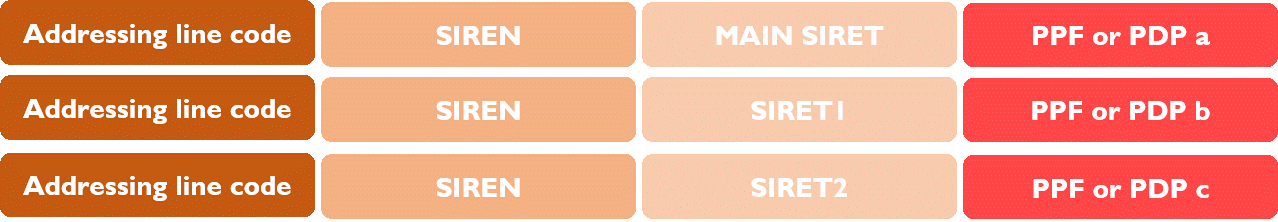 Addressing line code SIREN MAIN SIRET PPF or PDP a
Addressing line code SIREN SIRET1 PPF or PDP b
Addressing line code SIREN SIRET2 PPF or PDP c